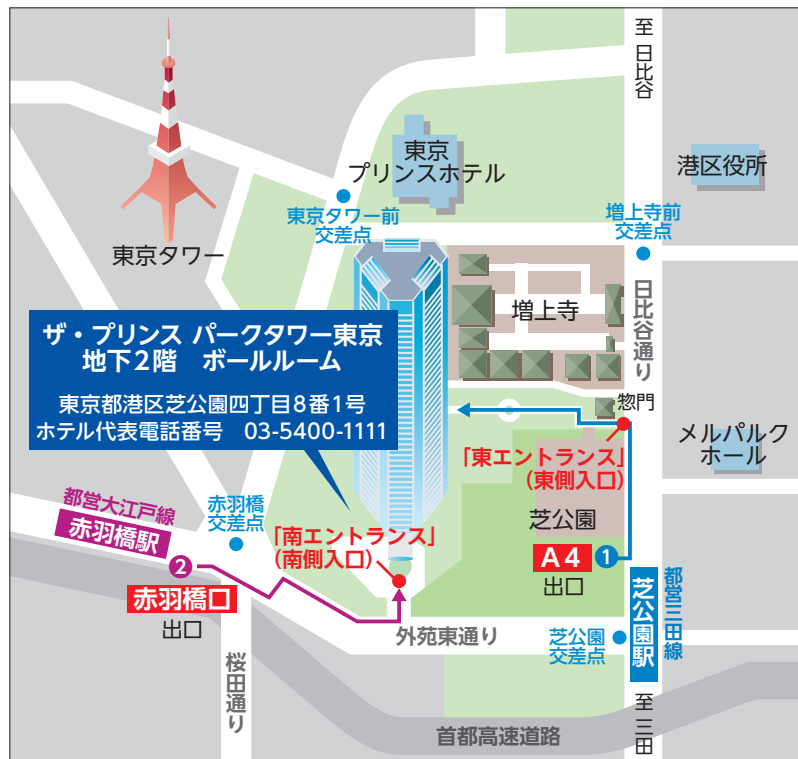 至 日比谷
東京
プリンスホテル
港区役所
東京タワー前
交差点
増上寺前
交差点
東京タワー
増上寺
日比谷通り
ザ・プリンス パークタワー東京
地下2階 ボールルーム
東京都港区芝公園四丁目8番1号
ホテル代表電話番号 03-5400-1111
惣門
メルパルク
ホール
「東エントランス」
(東側入口)
都営大江戸線
赤羽橋駅
赤羽橋
交差点
芝公園
「南エントランス」
(南側入口)
A4
1
出口
2
赤羽橋口
出口
芝公園駅
都営三田線
外苑東通り
芝公園
交差点
桜田通り
至 三田
首都高速道路